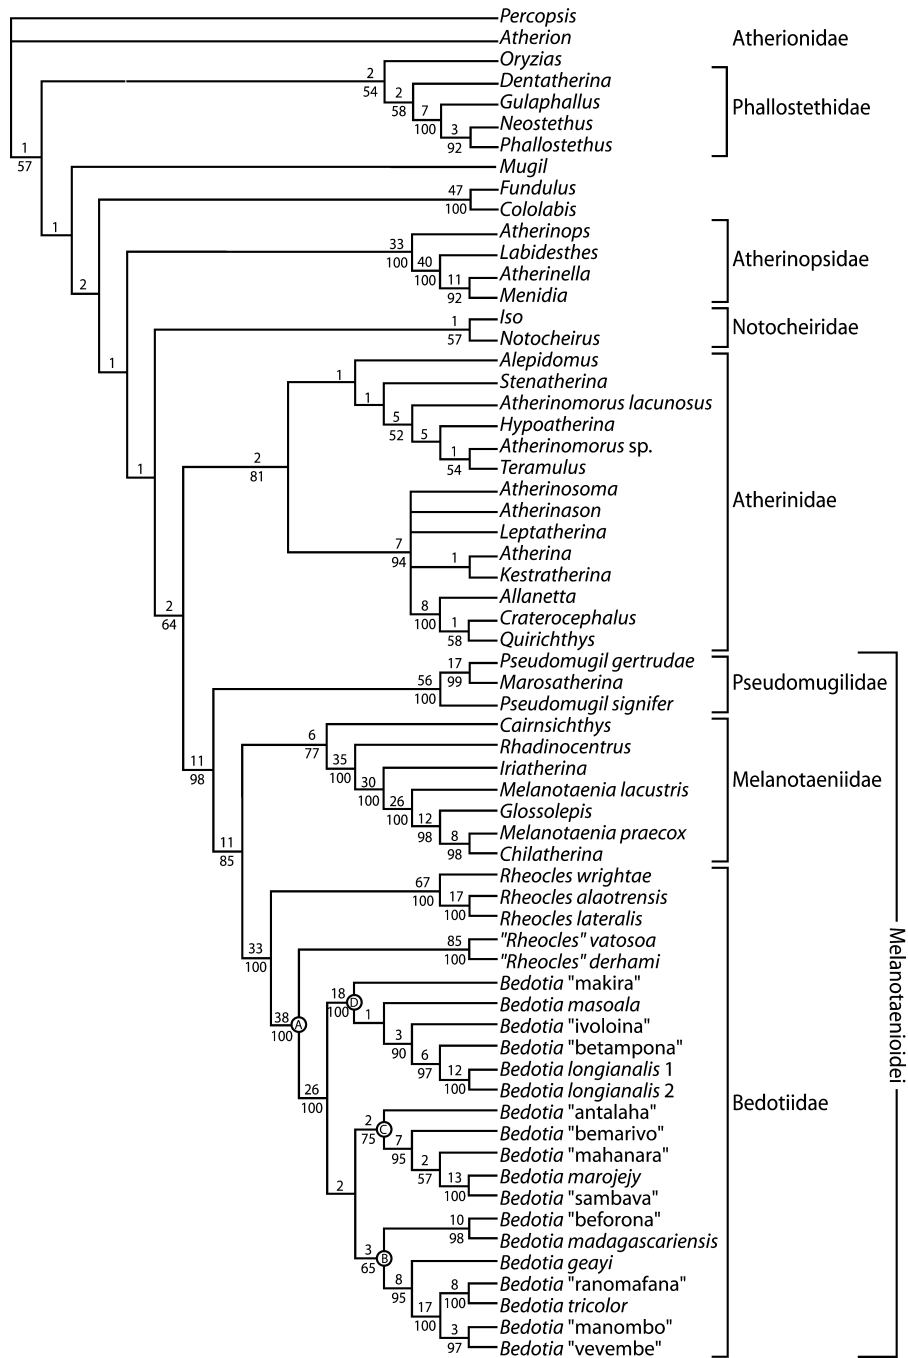 Percopsis
Atherion
Atherionidae
Oryzias
2
54
Dentatherina
2
58
Gulaphallus
Phallostethidae
7
100
Neostethus
3
92
Phallostethus
1
57
Mugil
Fundulus
47
100
Cololabis
1
Atherinops
33
100
Labidesthes
Atherinopsidae
40
100
Atherinella
11
92
Menidia
2
Iso
1
57
Notocheiridae
Notocheirus
1
Alepidomus
1
Stenatherina
1
Atherinomorus lacunosus
5
52
Hypoatherina
5
Atherinomorus sp.
1
54
Teramulus
2
81
1
Atherinosoma
Atherinidae
Atherinason
Leptatherina
7
94
Atherina
1
Kestratherina
Allanetta
8
100
Craterocephalus
1
58
Quirichthys
2
64
Pseudomugil gertrudae
17
99
Marosatherina
Pseudomugilidae
56
100
Pseudomugil signifer
Cairnsichthys
6
77
Rhadinocentrus
35
100
Iriatherina
11
98
30
100
Melanotaenia lacustris
Melanotaeniidae
26
100
Glossolepis
12
98
Melanotaenia praecox
8
98
Chilatherina
11
85
Rheocles wrightae
67
100
Rheocles alaotrensis
17
100
Rheocles lateralis
"Rheocles" vatosoa
85
100
"Rheocles" derhami
33
100
Bedotia "makira"
18
100
D
Bedotia masoala
1
38
100
A
Bedotia "ivoloina"
3
90
Bedotia "betampona"
6
97
Bedotia longianalis 1
12
100
Bedotia longianalis 2
26
100
Bedotiidae
Melanotaenioidei
Bedotia "antalaha"
2
75
C
Bedotia "bemarivo"
7
95
Bedotia "mahanara"
2
57
Bedotia marojejy
13
100
Bedotia "sambava"
2
Bedotia "beforona"
10
98
Bedotia madagascariensis
3
65
B
Bedotia geayi
8
95
Bedotia "ranomafana"
8
100
Bedotia tricolor
17
100
Bedotia "manombo"
3
97
Bedotia "vevembe"